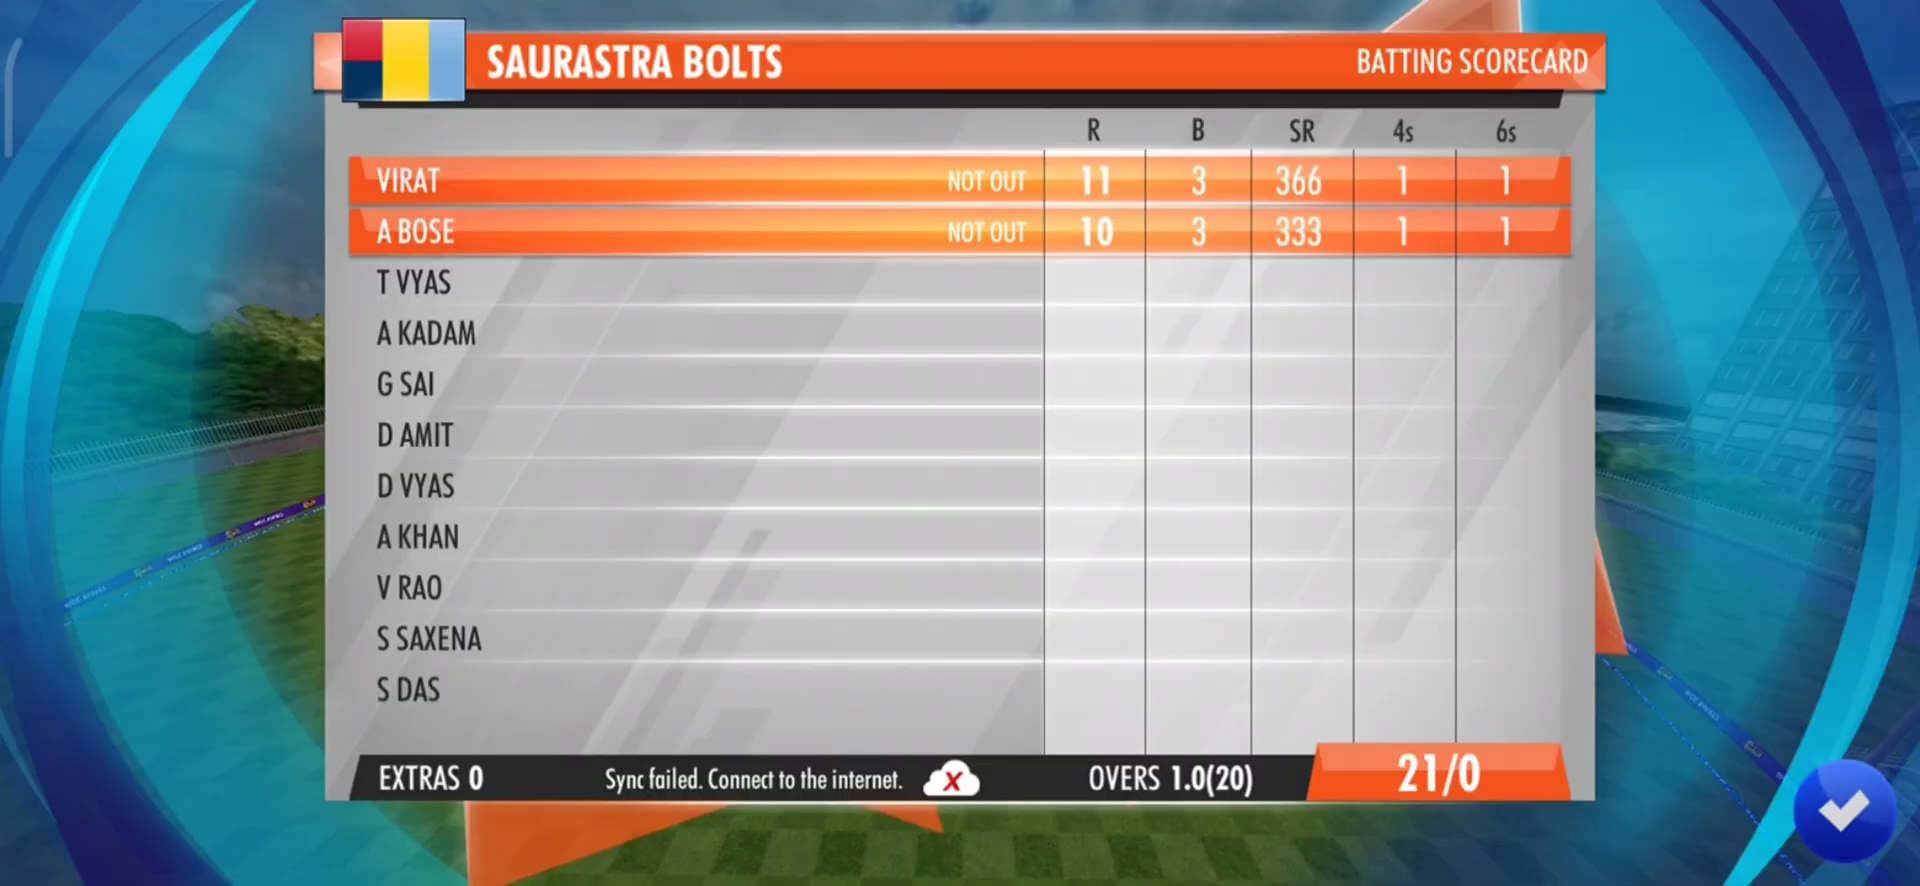 SAURASTRA BOLTS BATTING SCORECARD
R B SR 4s 6s
VIRAT NOT OUT 11 3 366 1 1
A BOSE NOT OUT 10 3 333 1 1
T VYAS
A KADAM
G SAI
D AMIT
D VYAS
A KHAN
V RAO
S SAXENA
S DAS
EXTRAS 0 Sync failed. Connect to the internet. X OVERS 1.0(20) 21/0